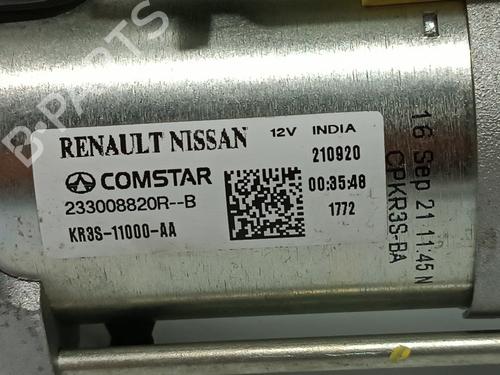 RENAULT NISSAN 12V INDIA
210920
COMSTAR
00:35:48
233008820R--B
1772
KR3S-11000-AA
16 Sep 21 11:45 N
CPKR3S-BA
B-PARTS